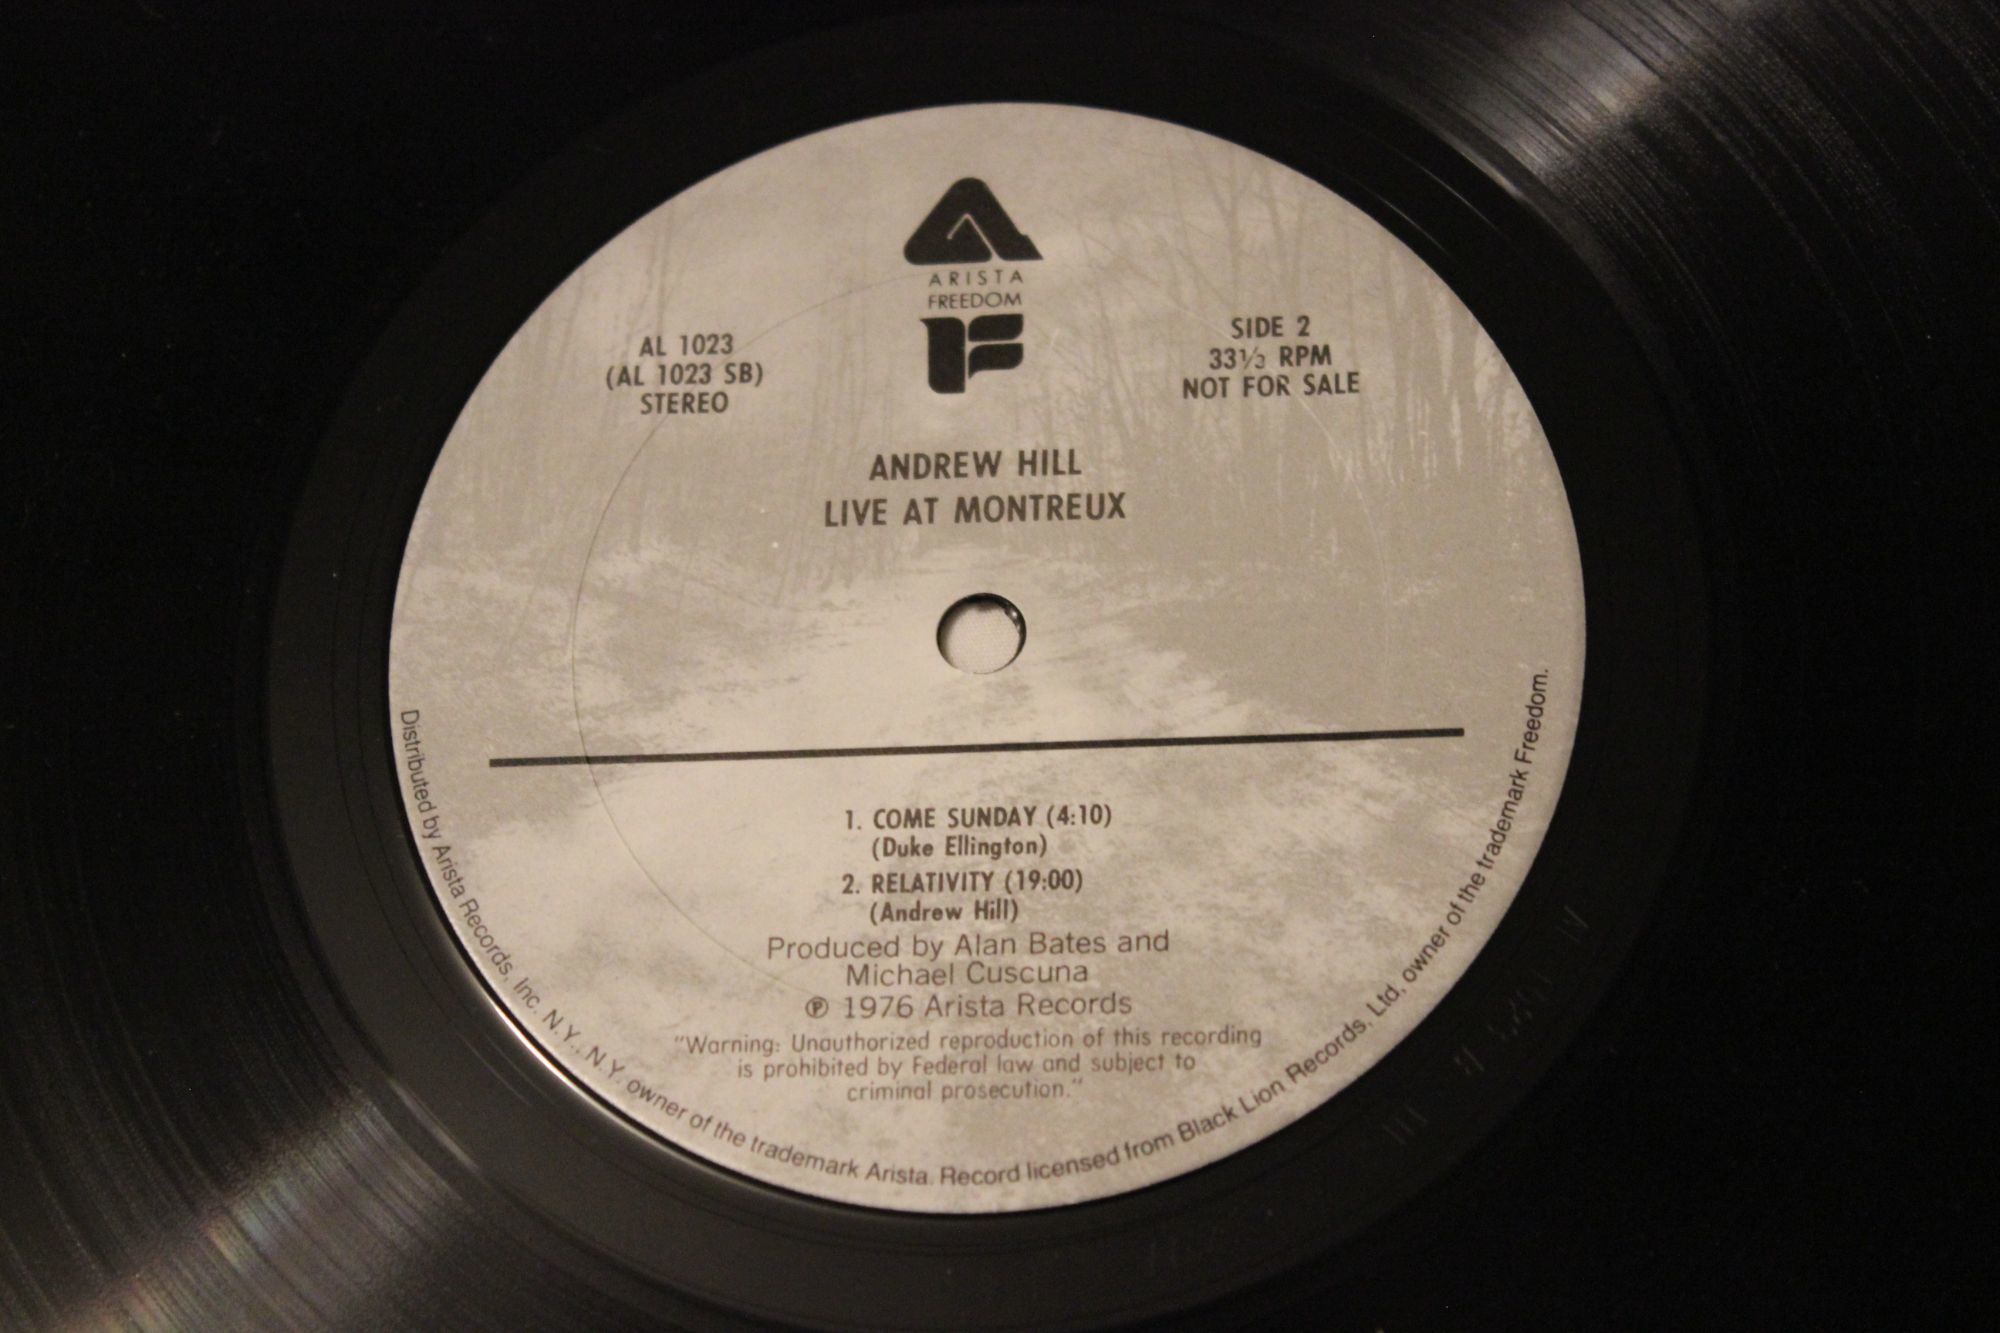 ARISTA
FREEDOM
AL 1023
(AL 1023 SB)
STEREO
SIDE 2
33⅓ RPM
NOT FOR SALE
ANDREW HILL
LIVE AT MONTREUX
1. COME SUNDAY (4:10)
(Duke Ellington)
2. RELATIVITY (19:00)
(Andrew Hill)
Produced by Alan Bates and
Michael Cuscuna
℗ 1976 Arista Records
"Warning: Unauthorized reproduction of this recording
is prohibited by Federal law and subject to
criminal prosecution."
Distributed by Arista Records, Inc. N.Y., N.Y. owner of the trademark Arista. Record licensed from Black Lion Records, Ltd, owner of the trademark Freedom.